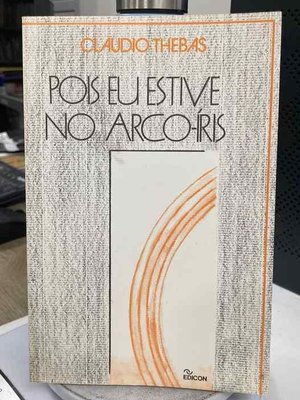 CLAUDIO THEBAS
POIS EU ESTIVE
NO ARCO-ÍRIS
EDICON